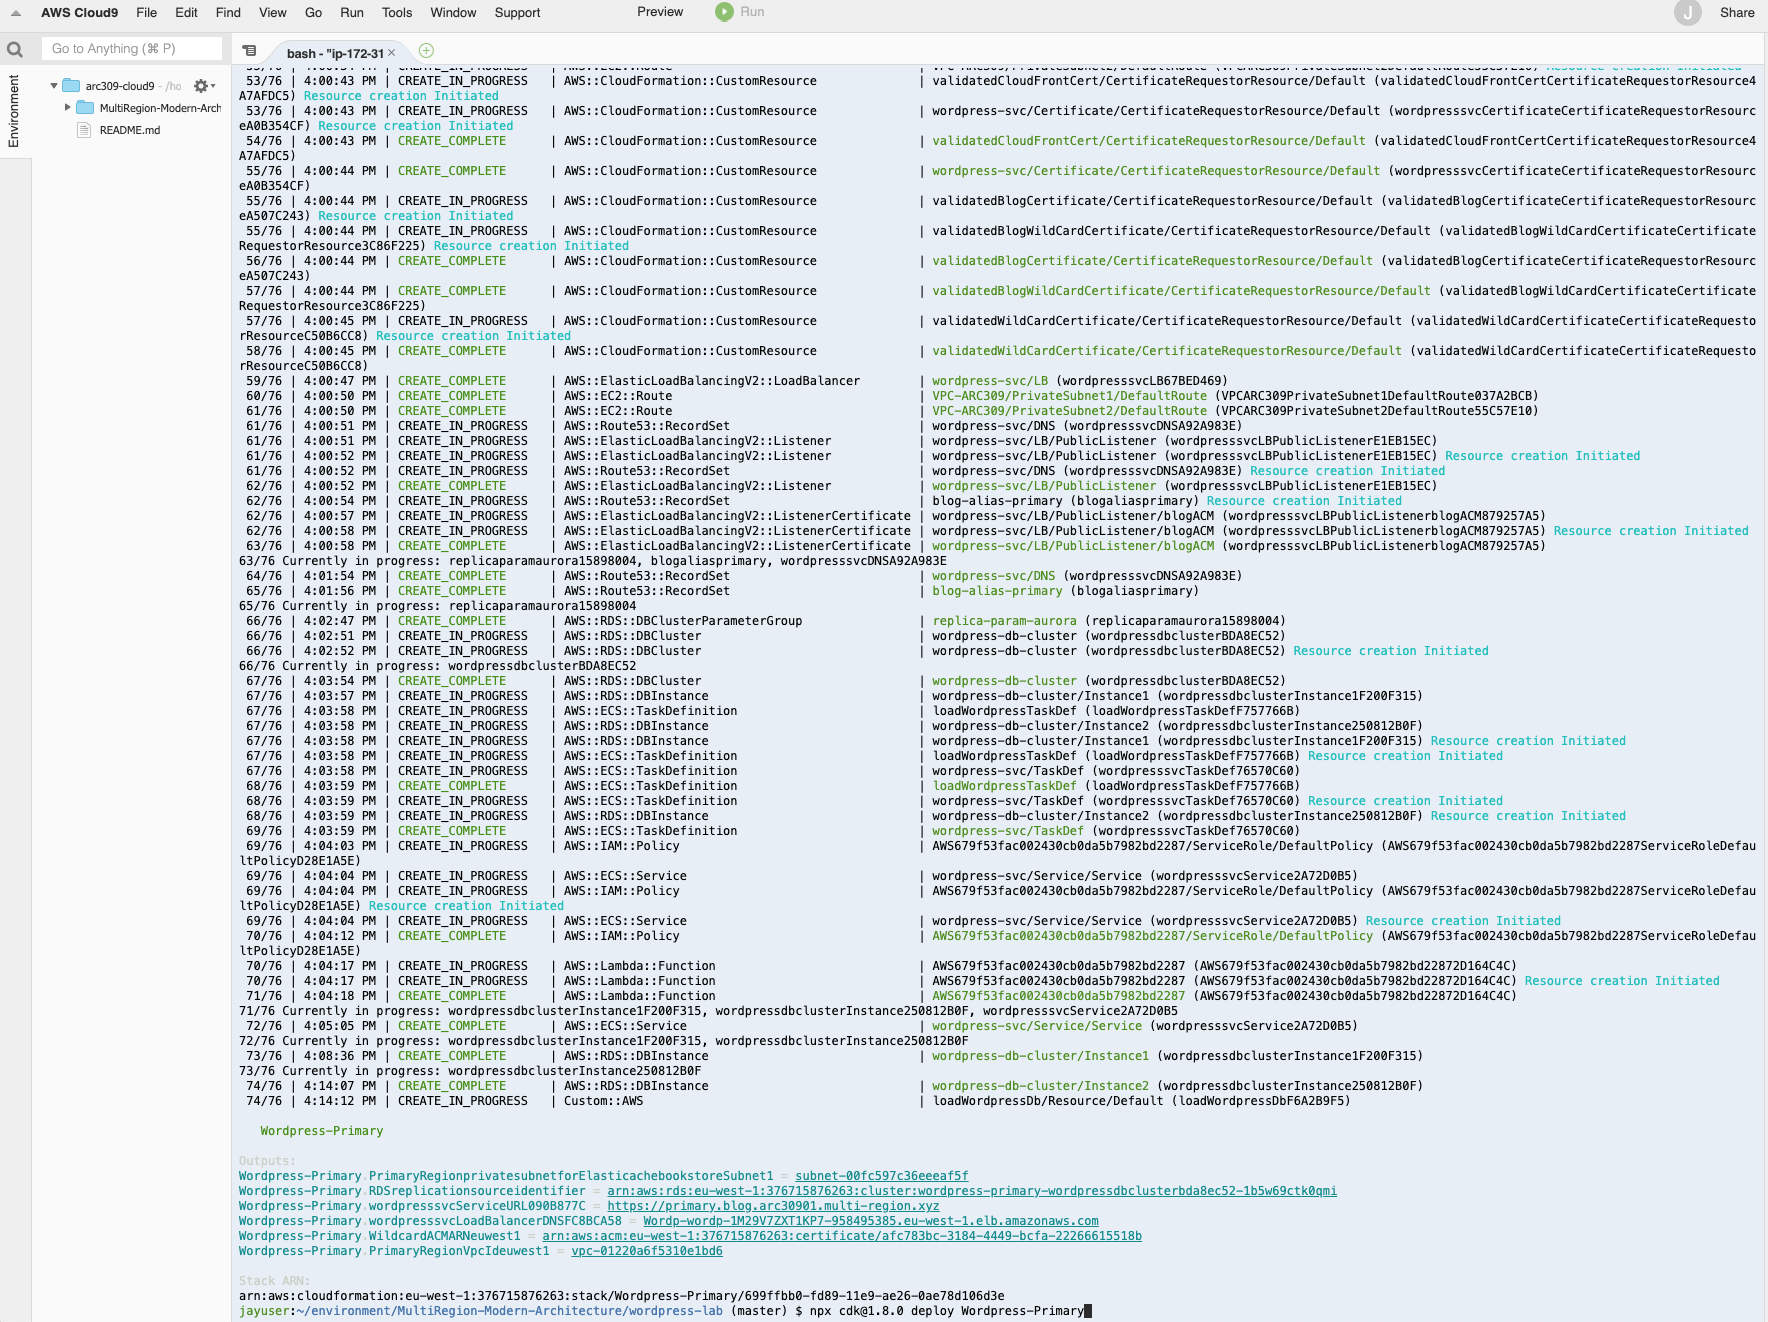 AWS Cloud9 File Edit Find View Go Run Tools Window Support Preview Run J Share
Go to Anything (⌘ P) bash - "ip-172-31 ×
Environment
arc309-cloud9 - /ho
MultiRegion-Modern-Arch
README.md
53/76 | 4:00:43 PM | CREATE_IN_PROGRESS | AWS::CloudFormation::CustomResource | validatedCloudFrontCert/CertificateRequestorResource/Default (validatedCloudFrontCertCertificateRequestorResource4
A7AFDC5) Resource creation Initiated
53/76 | 4:00:43 PM | CREATE_IN_PROGRESS | AWS::CloudFormation::CustomResource | wordpress-svc/Certificate/CertificateRequestorResource/Default (wordpresssvcCertificateCertificateRequestorResourc
eA0B354CF) Resource creation Initiated
54/76 | 4:00:43 PM | CREATE_COMPLETE | AWS::CloudFormation::CustomResource | validatedCloudFrontCert/CertificateRequestorResource/Default (validatedCloudFrontCertCertificateRequestorResource4
A7AFDC5)
55/76 | 4:00:44 PM | CREATE_COMPLETE | AWS::CloudFormation::CustomResource | wordpress-svc/Certificate/CertificateRequestorResource/Default (wordpresssvcCertificateCertificateRequestorResourc
eA0B354CF)
55/76 | 4:00:44 PM | CREATE_IN_PROGRESS | AWS::CloudFormation::CustomResource | validatedBlogCertificate/CertificateRequestorResource/Default (validatedBlogCertificateCertificateRequestorResourc
eA507C243) Resource creation Initiated
55/76 | 4:00:44 PM | CREATE_IN_PROGRESS | AWS::CloudFormation::CustomResource | validatedBlogWildCardCertificate/CertificateRequestorResource/Default (validatedBlogWildCardCertificateCertificate
RequestorResource3C86F225) Resource creation Initiated
56/76 | 4:00:44 PM | CREATE_COMPLETE | AWS::CloudFormation::CustomResource | validatedBlogCertificate/CertificateRequestorResource/Default (validatedBlogCertificateCertificateRequestorResourc
eA507C243)
57/76 | 4:00:44 PM | CREATE_COMPLETE | AWS::CloudFormation::CustomResource | validatedBlogWildCardCertificate/CertificateRequestorResource/Default (validatedBlogWildCardCertificateCertificate
RequestorResource3C86F225)
57/76 | 4:00:45 PM | CREATE_IN_PROGRESS | AWS::CloudFormation::CustomResource | validatedWildCardCertificate/CertificateRequestorResource/Default (validatedWildCardCertificateCertificateRequesto
rResourceC50B6CC8) Resource creation Initiated
58/76 | 4:00:45 PM | CREATE_COMPLETE | AWS::CloudFormation::CustomResource | validatedWildCardCertificate/CertificateRequestorResource/Default (validatedWildCardCertificateCertificateRequesto
rResourceC50B6CC8)
59/76 | 4:00:47 PM | CREATE_COMPLETE | AWS::ElasticLoadBalancingV2::LoadBalancer | wordpress-svc/LB (wordpresssvcLB67BED469)
60/76 | 4:00:50 PM | CREATE_COMPLETE | AWS::EC2::Route | VPC-ARC309/PrivateSubnet1/DefaultRoute (VPCARC309PrivateSubnet1DefaultRoute037A2BCB)
61/76 | 4:00:50 PM | CREATE_COMPLETE | AWS::EC2::Route | VPC-ARC309/PrivateSubnet2/DefaultRoute (VPCARC309PrivateSubnet2DefaultRoute55C57E10)
61/76 | 4:00:51 PM | CREATE_IN_PROGRESS | AWS::Route53::RecordSet | wordpress-svc/DNS (wordpresssvcDNSA92A983E)
61/76 | 4:00:51 PM | CREATE_IN_PROGRESS | AWS::ElasticLoadBalancingV2::Listener | wordpress-svc/LB/PublicListener (wordpresssvcLBPublicListenerE1EB15EC)
61/76 | 4:00:52 PM | CREATE_IN_PROGRESS | AWS::ElasticLoadBalancingV2::Listener | wordpress-svc/LB/PublicListener (wordpresssvcLBPublicListenerE1EB15EC) Resource creation Initiated
61/76 | 4:00:52 PM | CREATE_IN_PROGRESS | AWS::Route53::RecordSet | wordpress-svc/DNS (wordpresssvcDNSA92A983E) Resource creation Initiated
62/76 | 4:00:52 PM | CREATE_COMPLETE | AWS::ElasticLoadBalancingV2::Listener | wordpress-svc/LB/PublicListener (wordpresssvcLBPublicListenerE1EB15EC)
62/76 | 4:00:54 PM | CREATE_IN_PROGRESS | AWS::Route53::RecordSet | blog-alias-primary (blogaliasprimary) Resource creation Initiated
62/76 | 4:00:57 PM | CREATE_IN_PROGRESS | AWS::ElasticLoadBalancingV2::ListenerCertificate | wordpress-svc/LB/PublicListener/blogACM (wordpresssvcLBPublicListenerblogACM879257A5)
62/76 | 4:00:58 PM | CREATE_IN_PROGRESS | AWS::ElasticLoadBalancingV2::ListenerCertificate | wordpress-svc/LB/PublicListener/blogACM (wordpresssvcLBPublicListenerblogACM879257A5) Resource creation Initiated
63/76 | 4:00:58 PM | CREATE_COMPLETE | AWS::ElasticLoadBalancingV2::ListenerCertificate | wordpress-svc/LB/PublicListener/blogACM (wordpresssvcLBPublicListenerblogACM879257A5)
63/76 Currently in progress: replicaparamaurora15898004, blogaliasprimary, wordpresssvcDNSA92A983E
64/76 | 4:01:54 PM | CREATE_COMPLETE | AWS::Route53::RecordSet | wordpress-svc/DNS (wordpresssvcDNSA92A983E)
65/76 | 4:01:56 PM | CREATE_COMPLETE | AWS::Route53::RecordSet | blog-alias-primary (blogaliasprimary)
65/76 Currently in progress: replicaparamaurora15898004
66/76 | 4:02:47 PM | CREATE_COMPLETE | AWS::RDS::DBClusterParameterGroup | replica-param-aurora (replicaparamaurora15898004)
66/76 | 4:02:51 PM | CREATE_IN_PROGRESS | AWS::RDS::DBCluster | wordpress-db-cluster (wordpressdbclusterBDA8EC52)
66/76 | 4:02:52 PM | CREATE_IN_PROGRESS | AWS::RDS::DBCluster | wordpress-db-cluster (wordpressdbclusterBDA8EC52) Resource creation Initiated
66/76 Currently in progress: wordpressdbclusterBDA8EC52
67/76 | 4:03:54 PM | CREATE_COMPLETE | AWS::RDS::DBCluster | wordpress-db-cluster (wordpressdbclusterBDA8EC52)
67/76 | 4:03:57 PM | CREATE_IN_PROGRESS | AWS::RDS::DBInstance | wordpress-db-cluster/Instance1 (wordpressdbclusterInstance1F200F315)
67/76 | 4:03:58 PM | CREATE_IN_PROGRESS | AWS::ECS::TaskDefinition | loadWordpressTaskDef (loadWordpressTaskDefF757766B)
67/76 | 4:03:58 PM | CREATE_IN_PROGRESS | AWS::RDS::DBInstance | wordpress-db-cluster/Instance2 (wordpressdbclusterInstance250812B0F)
67/76 | 4:03:58 PM | CREATE_IN_PROGRESS | AWS::RDS::DBInstance | wordpress-db-cluster/Instance1 (wordpressdbclusterInstance1F200F315) Resource creation Initiated
67/76 | 4:03:58 PM | CREATE_IN_PROGRESS | AWS::ECS::TaskDefinition | loadWordpressTaskDef (loadWordpressTaskDefF757766B) Resource creation Initiated
67/76 | 4:03:58 PM | CREATE_IN_PROGRESS | AWS::ECS::TaskDefinition | wordpress-svc/TaskDef (wordpresssvcTaskDef76570C60)
68/76 | 4:03:59 PM | CREATE_COMPLETE | AWS::ECS::TaskDefinition | loadWordpressTaskDef (loadWordpressTaskDefF757766B)
68/76 | 4:03:59 PM | CREATE_IN_PROGRESS | AWS::ECS::TaskDefinition | wordpress-svc/TaskDef (wordpresssvcTaskDef76570C60) Resource creation Initiated
68/76 | 4:03:59 PM | CREATE_IN_PROGRESS | AWS::RDS::DBInstance | wordpress-db-cluster/Instance2 (wordpressdbclusterInstance250812B0F) Resource creation Initiated
69/76 | 4:03:59 PM | CREATE_COMPLETE | AWS::ECS::TaskDefinition | wordpress-svc/TaskDef (wordpresssvcTaskDef76570C60)
69/76 | 4:04:03 PM | CREATE_IN_PROGRESS | AWS::IAM::Policy | AWS679f53fac002430cb0da5b7982bd2287/ServiceRole/DefaultPolicy (AWS679f53fac002430cb0da5b7982bd2287ServiceRoleDefau
ltPolicyD28E1A5E)
69/76 | 4:04:04 PM | CREATE_IN_PROGRESS | AWS::ECS::Service | wordpress-svc/Service/Service (wordpresssvcService2A72D0B5)
69/76 | 4:04:04 PM | CREATE_IN_PROGRESS | AWS::IAM::Policy | AWS679f53fac002430cb0da5b7982bd2287/ServiceRole/DefaultPolicy (AWS679f53fac002430cb0da5b7982bd2287ServiceRoleDefau
ltPolicyD28E1A5E) Resource creation Initiated
69/76 | 4:04:04 PM | CREATE_IN_PROGRESS | AWS::ECS::Service | wordpress-svc/Service/Service (wordpresssvcService2A72D0B5) Resource creation Initiated
70/76 | 4:04:12 PM | CREATE_COMPLETE | AWS::IAM::Policy | AWS679f53fac002430cb0da5b7982bd2287/ServiceRole/DefaultPolicy (AWS679f53fac002430cb0da5b7982bd2287ServiceRoleDefau
ltPolicyD28E1A5E)
70/76 | 4:04:17 PM | CREATE_IN_PROGRESS | AWS::Lambda::Function | AWS679f53fac002430cb0da5b7982bd2287 (AWS679f53fac002430cb0da5b7982bd22872D164C4C)
70/76 | 4:04:17 PM | CREATE_IN_PROGRESS | AWS::Lambda::Function | AWS679f53fac002430cb0da5b7982bd2287 (AWS679f53fac002430cb0da5b7982bd22872D164C4C) Resource creation Initiated
71/76 | 4:04:18 PM | CREATE_COMPLETE | AWS::Lambda::Function | AWS679f53fac002430cb0da5b7982bd2287 (AWS679f53fac002430cb0da5b7982bd22872D164C4C)
71/76 Currently in progress: wordpressdbclusterInstance1F200F315, wordpressdbclusterInstance250812B0F, wordpresssvcService2A72D0B5
72/76 | 4:05:05 PM | CREATE_COMPLETE | AWS::ECS::Service | wordpress-svc/Service/Service (wordpresssvcService2A72D0B5)
72/76 Currently in progress: wordpressdbclusterInstance1F200F315, wordpressdbclusterInstance250812B0F
73/76 | 4:08:36 PM | CREATE_COMPLETE | AWS::RDS::DBInstance | wordpress-db-cluster/Instance1 (wordpressdbclusterInstance1F200F315)
73/76 Currently in progress: wordpressdbclusterInstance250812B0F
74/76 | 4:14:07 PM | CREATE_COMPLETE | AWS::RDS::DBInstance | wordpress-db-cluster/Instance2 (wordpressdbclusterInstance250812B0F)
74/76 | 4:14:12 PM | CREATE_IN_PROGRESS | Custom::AWS | loadWordpressDb/Resource/Default (loadWordpressDbF6A2B9F5)
Wordpress-Primary
Outputs:
Wordpress-Primary.PrimaryRegionprivatesubnetforElasticachebookstoreSubnet1 = subnet-00fc597c36eeeaf5f
Wordpress-Primary.RDSreplicationsourceidentifier = arn:aws:rds:eu-west-1:376715876263:cluster:wordpress-primary-wordpressdbclusterbda8ec52-1b5w69ctk0qmi
Wordpress-Primary.wordpresssvcServiceURL090B877C = https://primary.blog.arc30901.multi-region.xyz
Wordpress-Primary.wordpresssvcLoadBalancerDNSFC8BCA58 = Wordp-wordp-1M29V7ZXT1KP7-958495385.eu-west-1.elb.amazonaws.com
Wordpress-Primary.WildcardACMARNeuwest1 = arn:aws:acm:eu-west-1:376715876263:certificate/afc783bc-3184-4449-bcfa-22266615518b
Wordpress-Primary.PrimaryRegionVpcIdeuwest1 = vpc-01220a6f5310e1bd6
Stack ARN:
arn:aws:cloudformation:eu-west-1:376715876263:stack/Wordpress-Primary/699ffbb0-fd89-11e9-ae26-0ae78d106d3e
jayuser:~/environment/MultiRegion-Modern-Architecture/wordpress-lab (master) $ npx cdk@1.8.0 deploy Wordpress-Primary